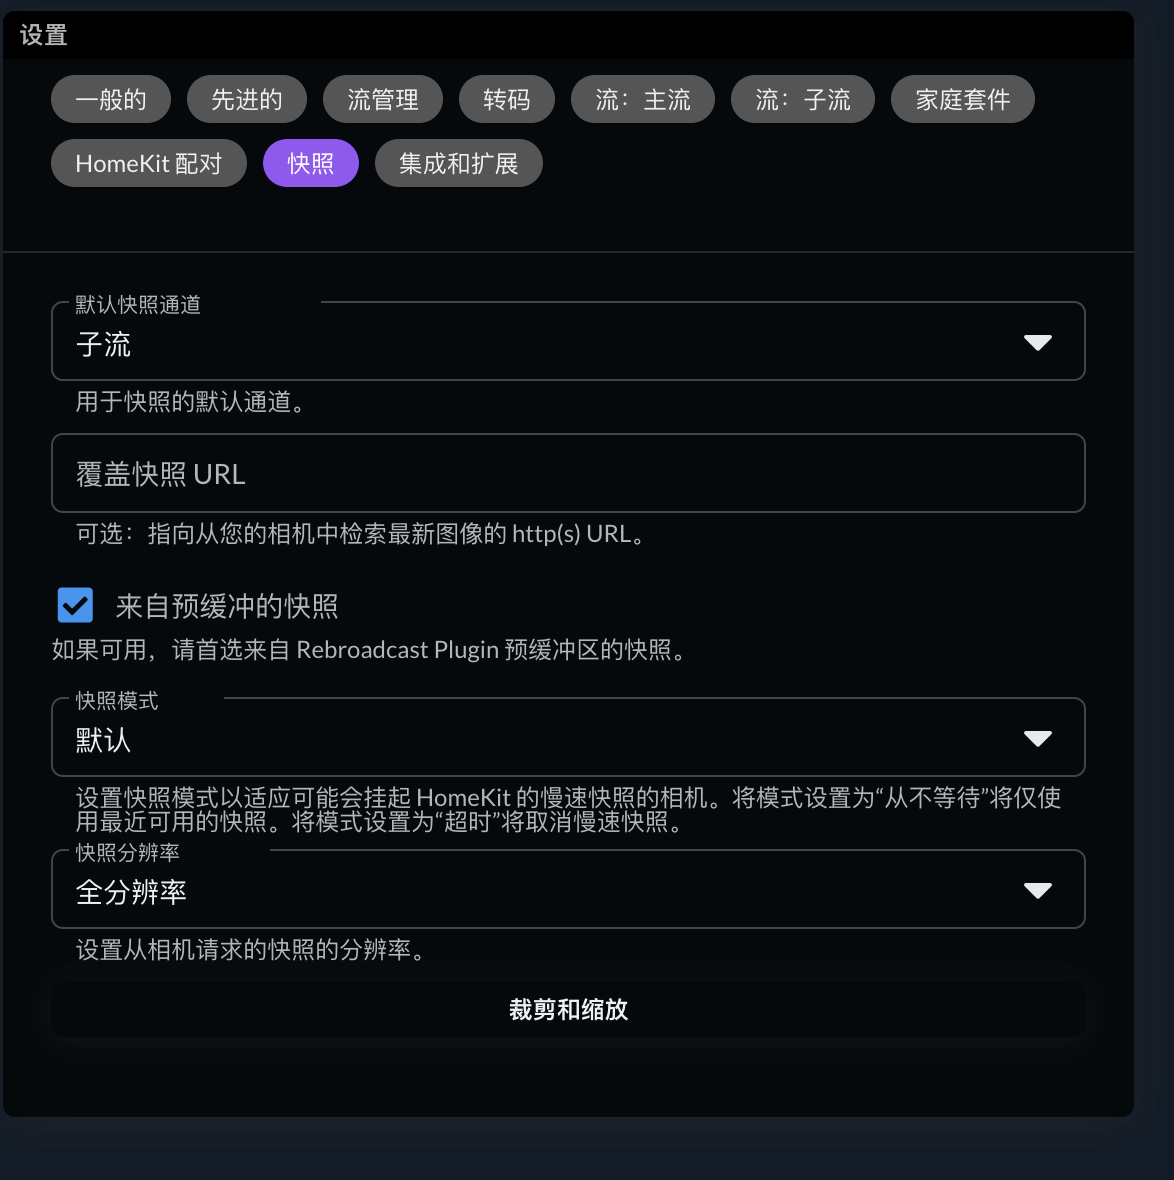 设置
一般的 先进的 流管理 转码 流：主流 流：子流 家庭套件
HomeKit 配对 快照 集成和扩展
默认快照通道
子流
用于快照的默认通道。
覆盖快照 URL
可选：指向从您的相机中检索最新图像的 http(s) URL。
来自预缓冲的快照
如果可用，请首选来自 Rebroadcast Plugin 预缓冲区的快照。
快照模式
默认
设置快照模式以适应可能会挂起 HomeKit 的慢速快照的相机。将模式设置为“从不等待”将仅使
用最近可用的快照。将模式设置为“超时”将取消慢速快照。
快照分辨率
全分辨率
设置从相机请求的快照的分辨率。
裁剪和缩放